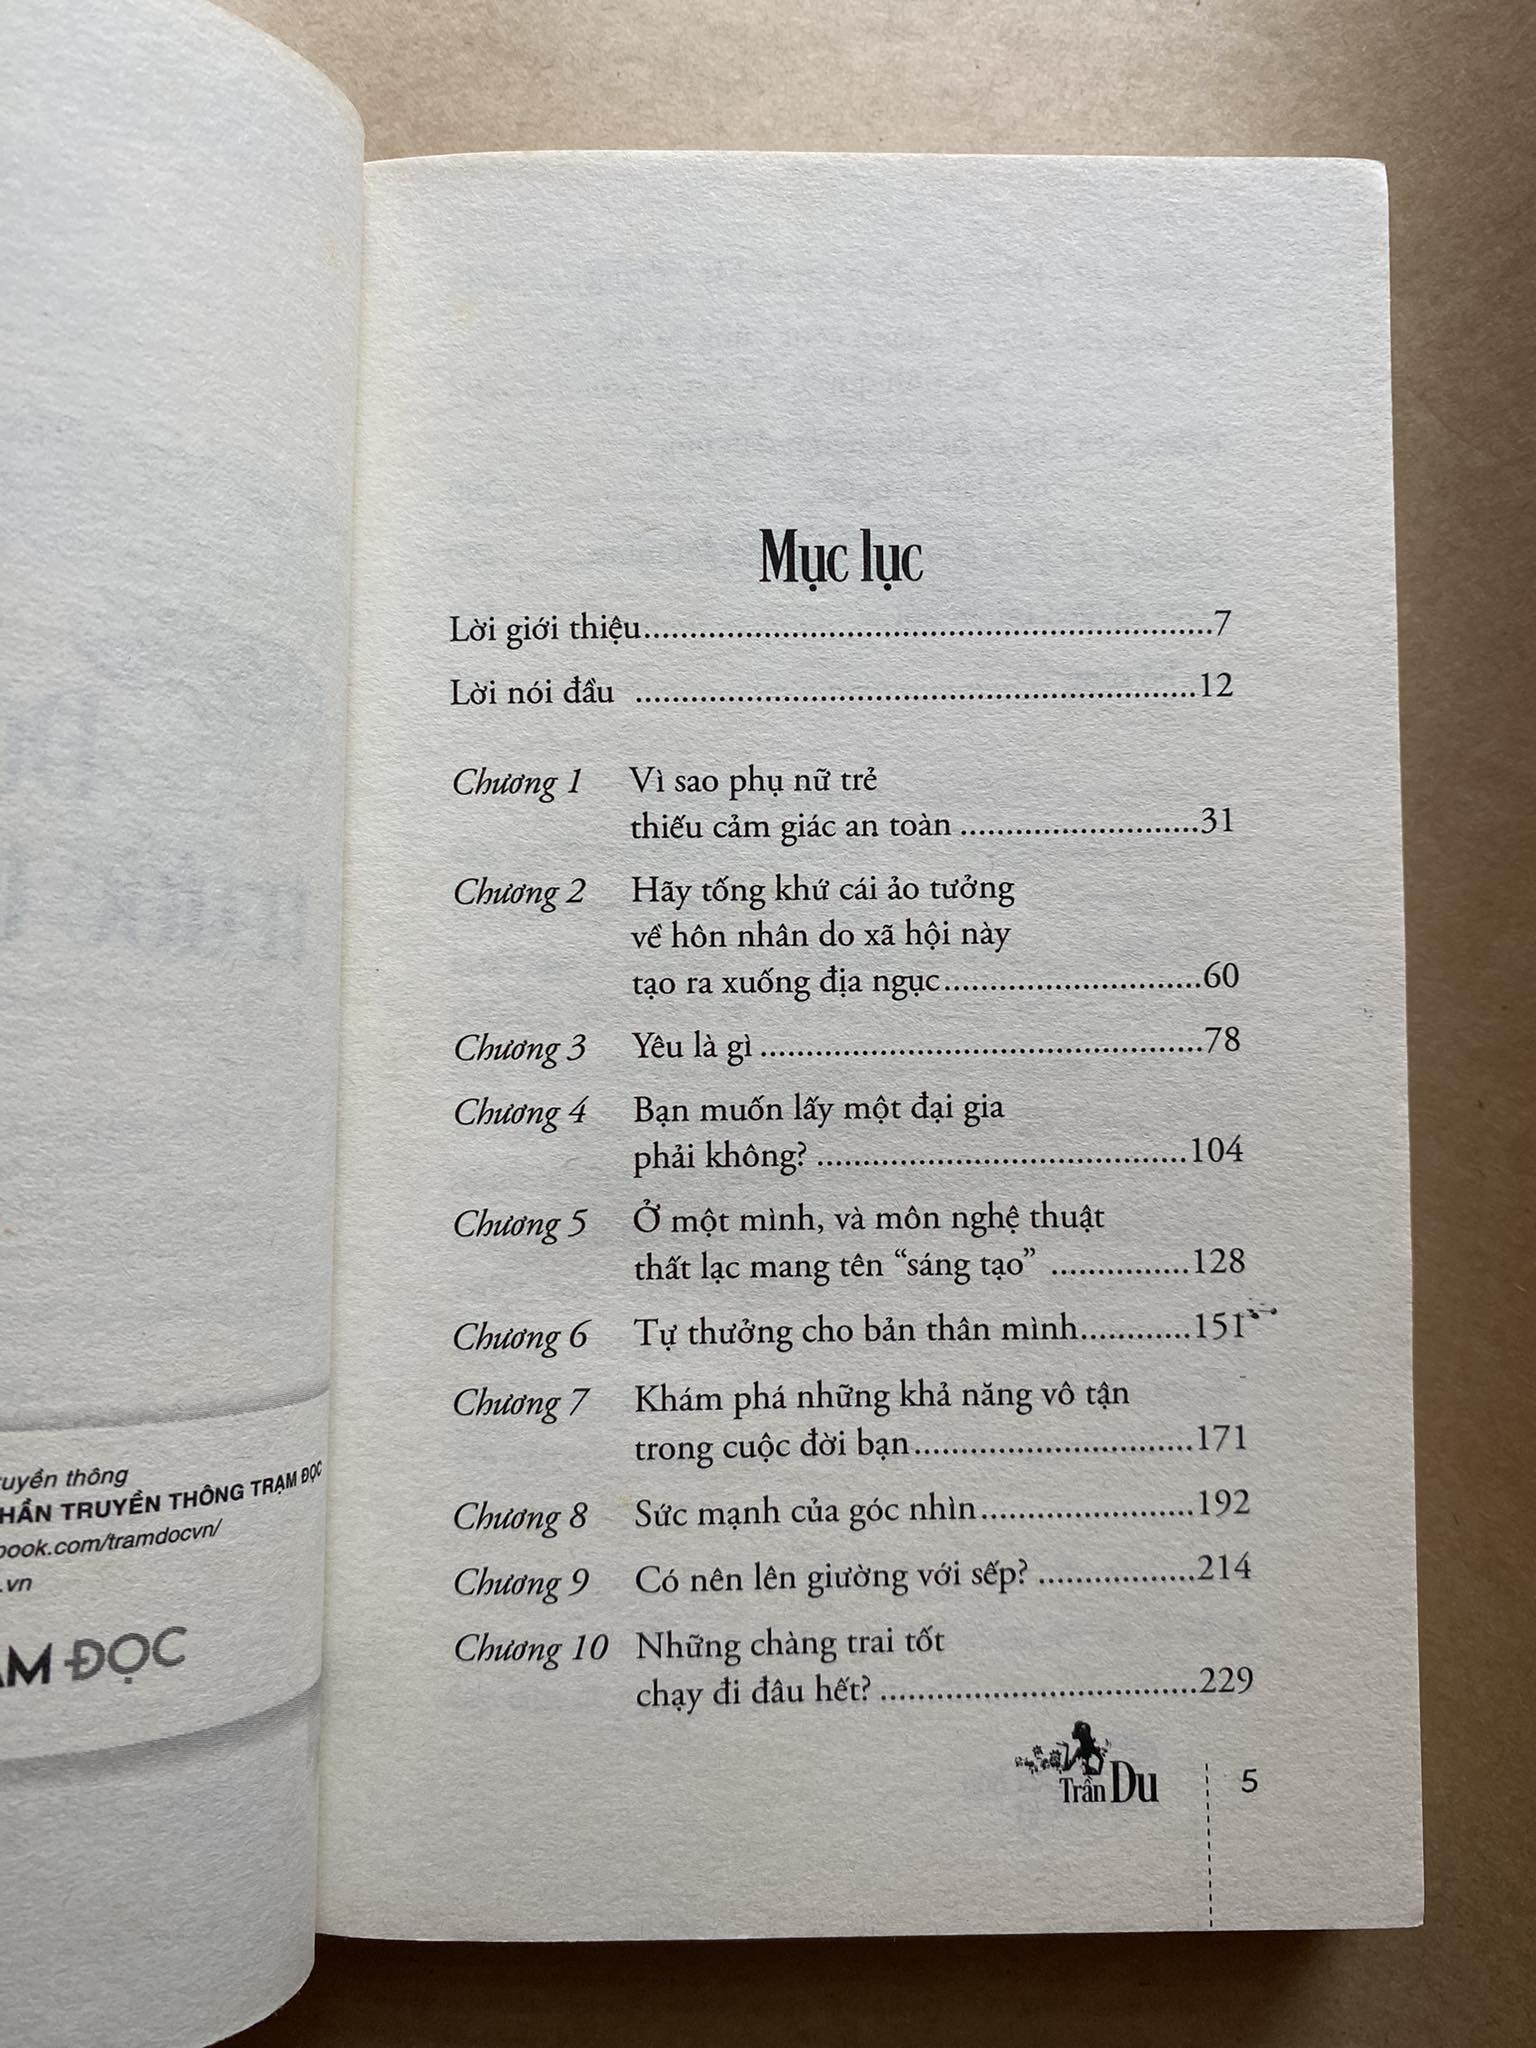 truyền thông
PHẦN TRUYỀN THÔNG TRẠM ĐỌC
book.com/tramdocvn/
.vn
ẠM ĐỌC
Mục lục
Lời giới thiệu..............................................................7
Lời nói đầu .............................................................12
Chương 1 Vì sao phụ nữ trẻ
thiếu cảm giác an toàn ..........................31
Chương 2 Hãy tống khứ cái ảo tưởng
về hôn nhân do xã hội này
tạo ra xuống địa ngục............................60
Chương 3 Yêu là gì ................................................78
Chương 4 Bạn muốn lấy một đại gia
phải không? ........................................104
Chương 5 Ở một mình, và môn nghệ thuật
thất lạc mang tên “sáng tạo” ...............128
Chương 6 Tự thưởng cho bản thân mình............151
Chương 7 Khám phá những khả năng vô tận
trong cuộc đời bạn..............................171
Chương 8 Sức mạnh của góc nhìn.......................192
Chương 9 Có nên lên giường với sếp? .................214
Chương 10 Những chàng trai tốt
chạy đi đâu hết? ..................................229
Trần Du
5